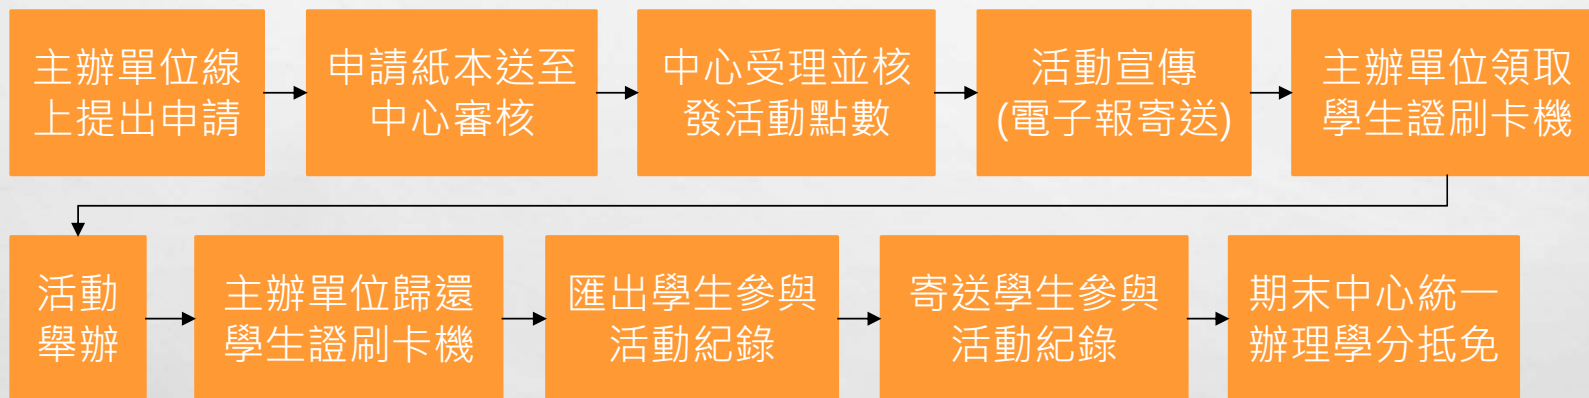 主辦單位線
上提出申請
申請紙本送至
中心審核
中心受理並核
發活動點數
活動宣傳
(電子報寄送)
主辦單位領取
學生證刷卡機
活動
舉辦
主辦單位歸還
學生證刷卡機
匯出學生參與
活動紀錄
寄送學生參與
活動紀錄
期末中心統一
辦理學分抵免